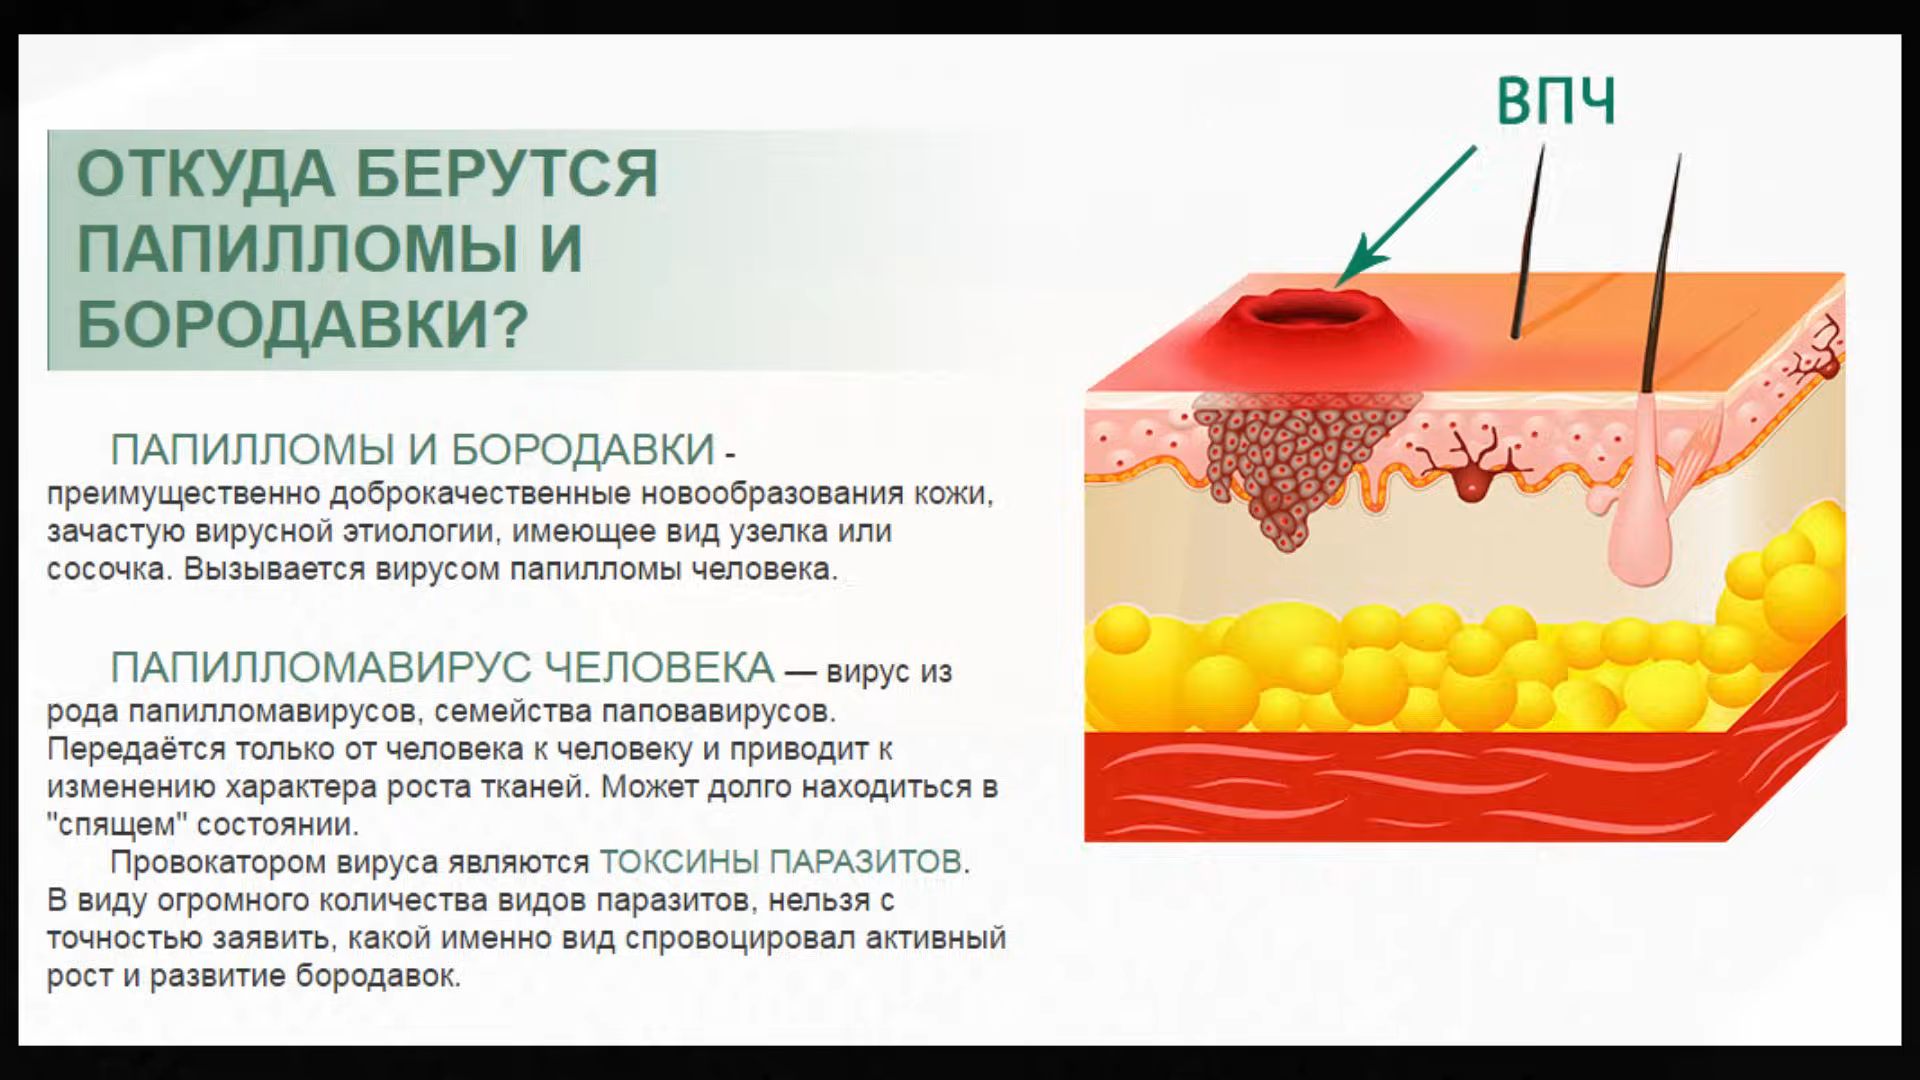 ВПЧ
ОТКУДА БЕРУТСЯ
ПАПИЛЛОМЫ И
БОРОДАВКИ?
ПАПИЛЛОМЫ И БОРОДАВКИ -
преимущественно доброкачественные новообразования кожи,
зачастую вирусной этиологии, имеющее вид узелка или
сосочка. Вызывается вирусом папилломы человека.
ПАПИЛЛОМАВИРУС ЧЕЛОВЕКА — вирус из
рода папилломавирусов, семейства паповавирусов.
Передаётся только от человека к человеку и приводит к
изменению характера роста тканей. Может долго находиться в
"спящем" состоянии.
Провокатором вируса являются ТОКСИНЫ ПАРАЗИТОВ.
В виду огромного количества видов паразитов, нельзя с
точностью заявить, какой именно вид спровоцировал активный
рост и развитие бородавок.